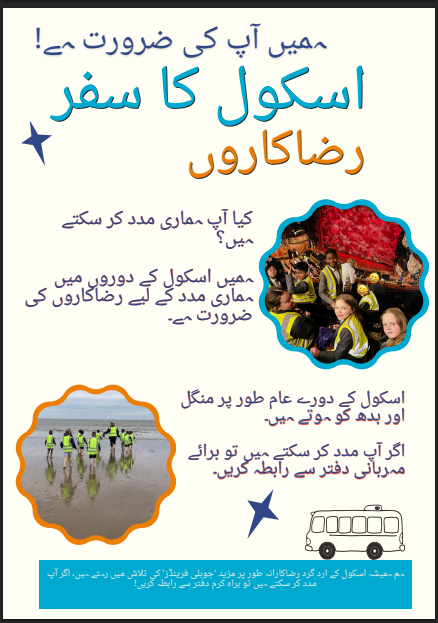 ہمیں آپ کی ضرورت ہے!
اسکول کا سفر
رضاکاروں
کیا آپ ہماری مدد کر سکتے
ہیں؟
ہمیں اسکول کے دوروں میں
ہماری مدد کے لیے رضاکاروں کی
ضرورت ہے۔
اسکول کے دورے عام طور پر منگل
اور بدھ کو ہوتے ہیں۔
اگر آپ مدد کر سکتے ہیں تو برائے
مہربانی دفتر سے رابطہ کریں۔
ہم ہمیشہ اسکول کے ارد گرد رضاکارانہ طور پر مزید 'جوبلی فرینڈز' کی تلاش میں رہتے ہیں، اگر آپ
مدد کر سکتے ہیں تو براہ کرم دفتر سے رابطہ کریں!